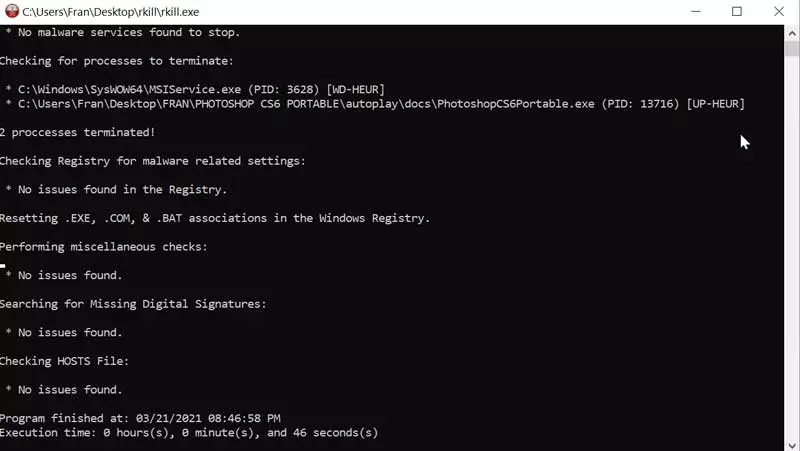 C:\Users\Fran\Desktop\rkill\rkill.exe
* No malware services found to stop.
Checking for processes to terminate:
* C:\Windows\SysWOW64\MSIService.exe (PID: 3628) [WD-HEUR]
* C:\Users\Fran\Desktop\FRAN\PHOTOSHOP CS6 PORTABLE\autoplay\docs\PhotoshopCS6Portable.exe (PID: 13716) [UP-HEUR]
2 proccesses terminated!
Checking Registry for malware related settings:
* No issues found in the Registry.
Resetting .EXE, .COM, & .BAT associations in the Windows Registry.
Performing miscellaneous checks:
* No issues found.
Searching for Missing Digital Signatures:
* No issues found.
Checking HOSTS File:
* No issues found.
Program finished at: 03/21/2021 08:46:58 PM
Execution time: 0 hours(s), 0 minute(s), and 46 seconds(s)